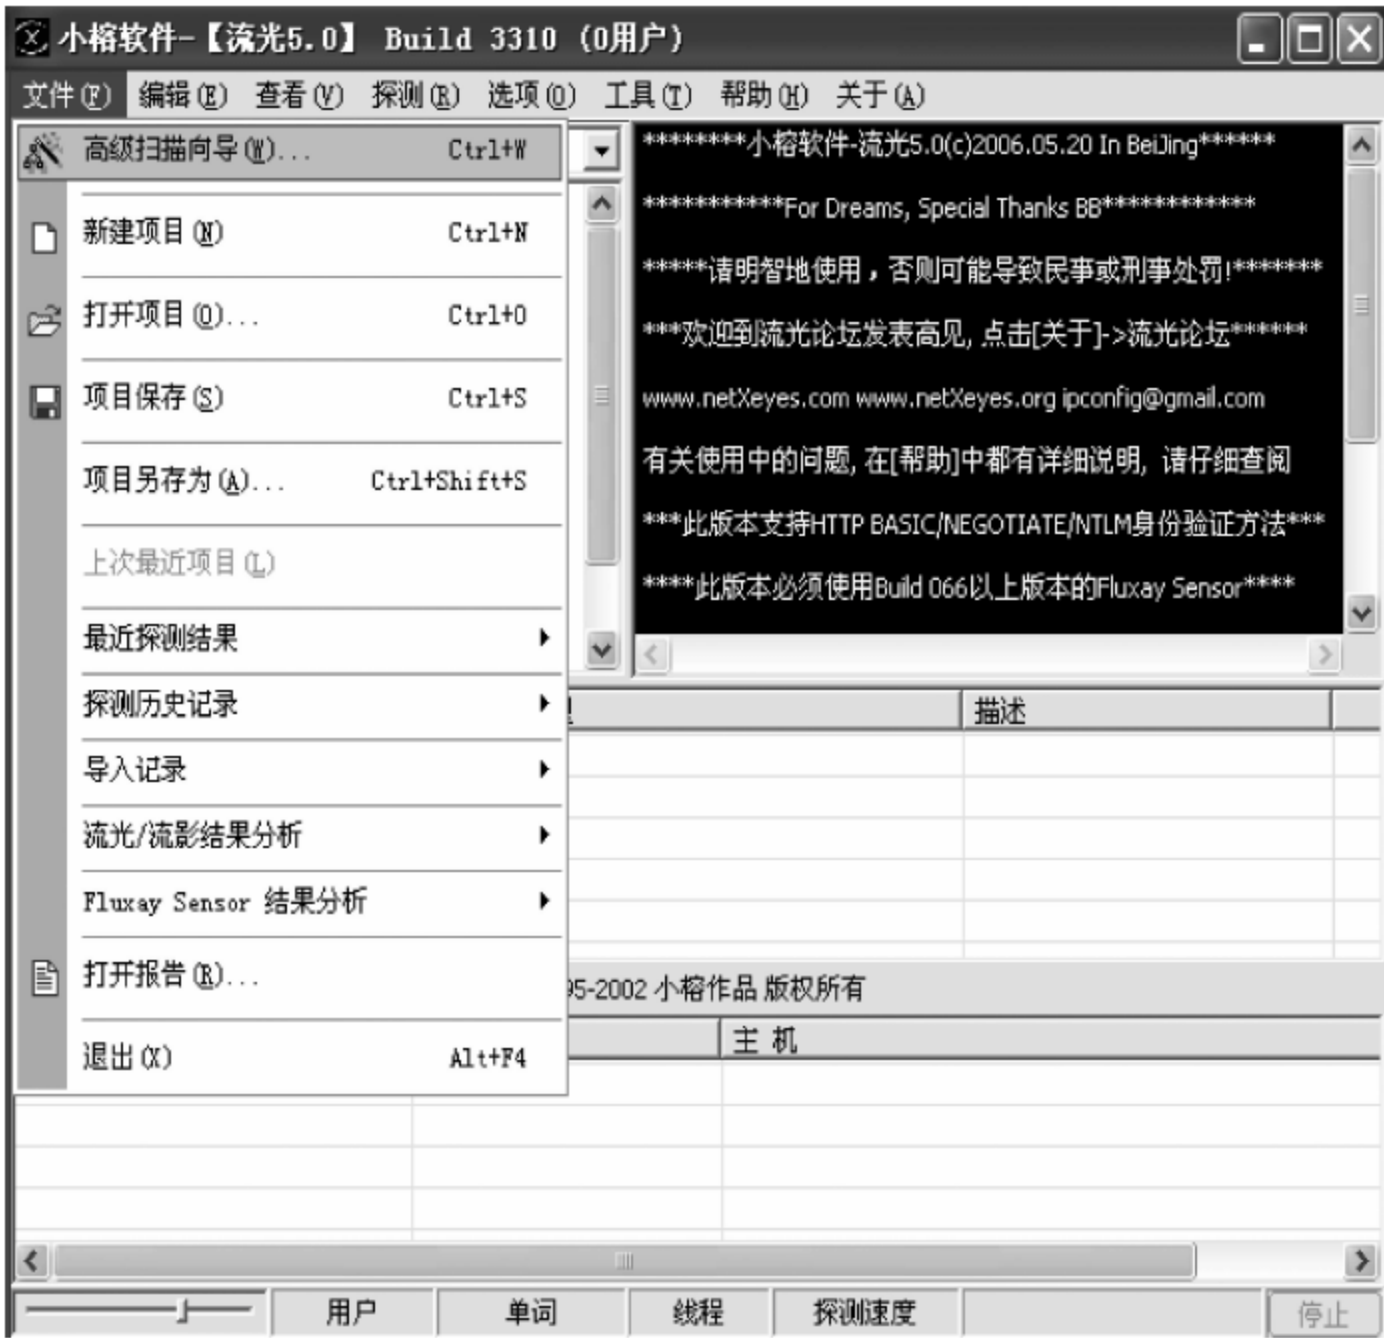 小榕软件-【流光5.0】 Build 3310 (0用户)
文件(F) 编辑(E) 查看(V) 探测(R) 选项(O) 工具(T) 帮助(H) 关于(A)
高级扫描向导(W)... Ctrl+W
新建项目(N) Ctrl+N
打开项目(O)... Ctrl+O
项目保存(S) Ctrl+S
项目另存为(A)... Ctrl+Shift+S
上次最近项目(L)
最近探测结果
探测历史记录
导入记录
流光/流影结果分析
Fluxay Sensor 结果分析
打开报告(R)...
退出(X) Alt+F4
********小榕软件-流光5.0(c)2006.05.20 In BeiJing******
***********For Dreams, Special Thanks BB************
*****请明智地使用，否则可能导致民事或刑事处罚!*******
***欢迎到流光论坛发表高见, 点击[关于]->流光论坛******
www.netXeyes.com www.netXeyes.org ipconfig@gmail.com
有关使用中的问题, 在[帮助]中都有详细说明, 请仔细查阅
***此版本支持HTTP BASIC/NEGOTIATE/NTLM身份验证方法***
****此版本必须使用Build 066以上版本的Fluxay Sensor****
描述
95-2002 小榕作品 版权所有
主 机
用户 单词 线程 探测速度 停止